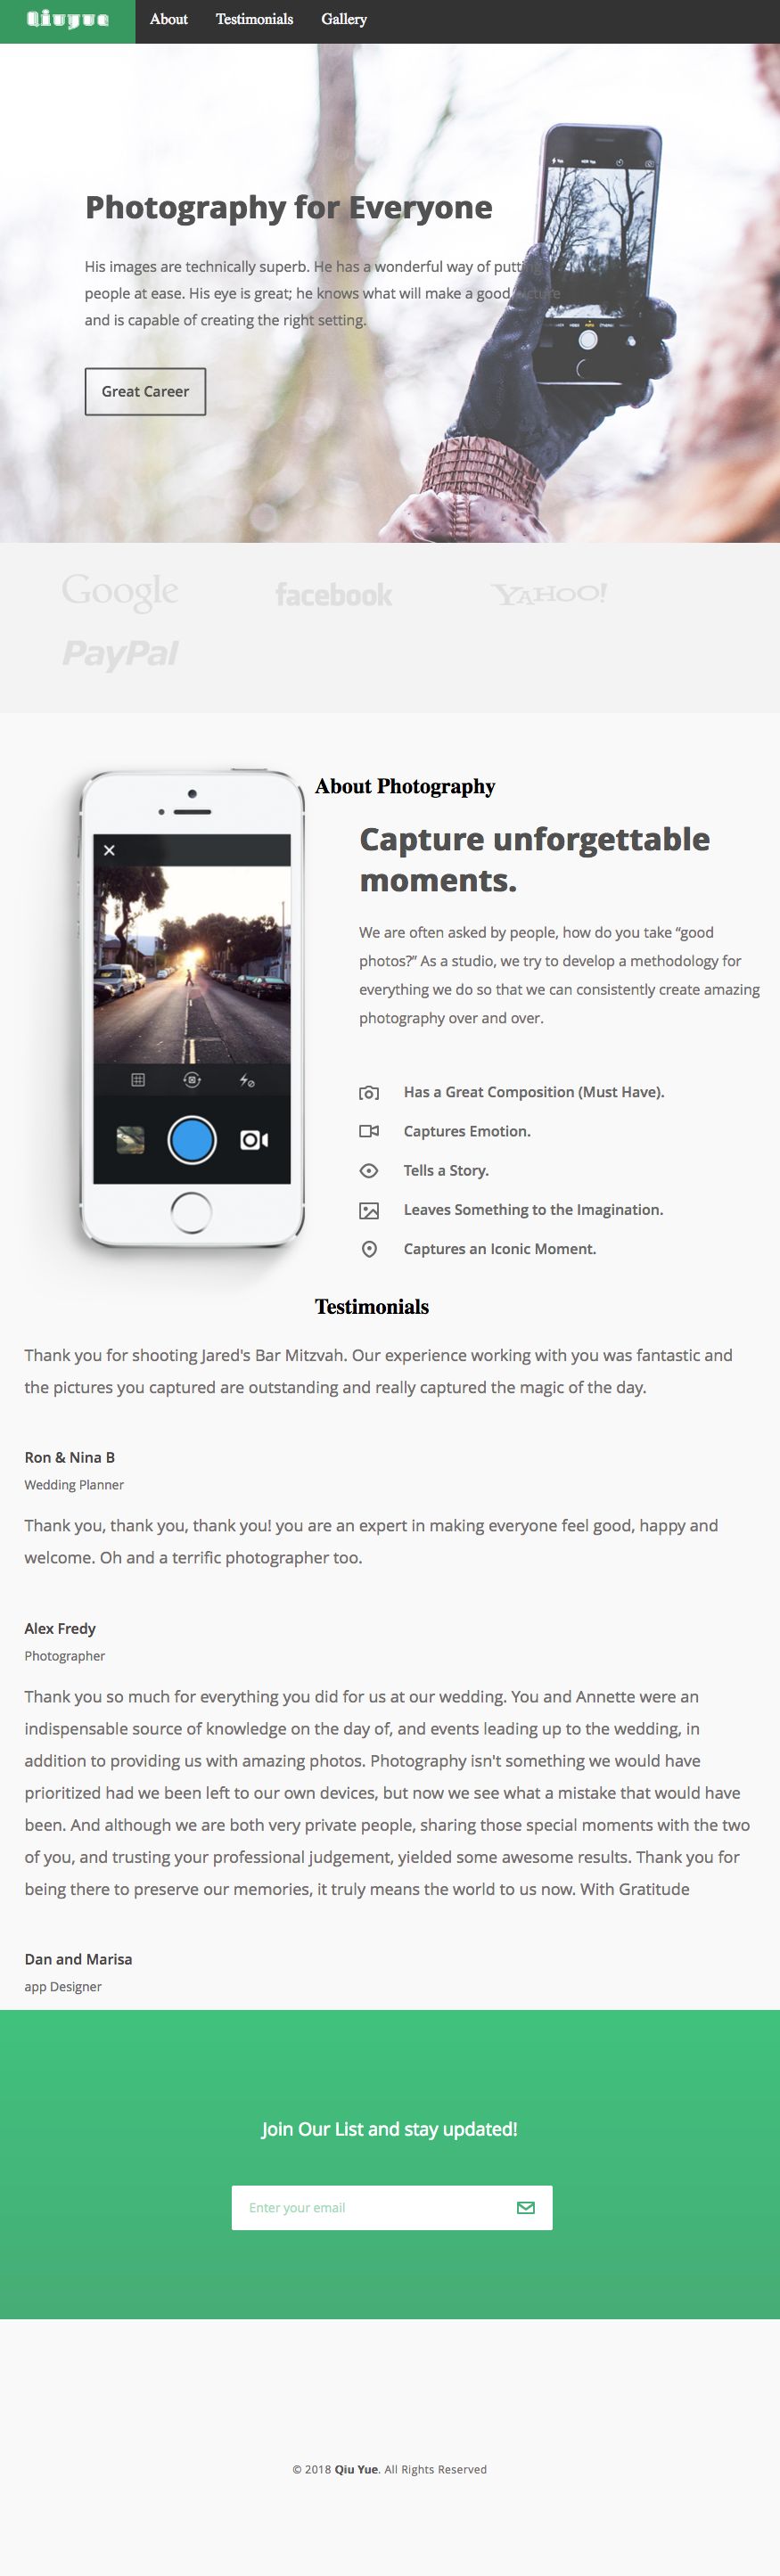 Qiuyue
About
Testimonials
Gallery
Photography for Everyone
His images are technically superb. He has a wonderful way of putting
people at ease. His eye is great; he knows what will make a good picture
and is capable of creating the right setting.
Great Career
Google
facebook
YAHOO!
PayPal
About Photography
Capture unforgettable
moments.
We are often asked by people, how do you take “good
photos?” As a studio, we try to develop a methodology for
everything we do so that we can consistently create amazing
photography over and over.
Has a Great Composition (Must Have).
Captures Emotion.
Tells a Story.
Leaves Something to the Imagination.
Captures an Iconic Moment.
Testimonials
Thank you for shooting Jared's Bar Mitzvah. Our experience working with you was fantastic and
the pictures you captured are outstanding and really captured the magic of the day.
Ron & Nina B
Wedding Planner
Thank you, thank you, thank you! you are an expert in making everyone feel good, happy and
welcome. Oh and a terrific photographer too.
Alex Fredy
Photographer
Thank you so much for everything you did for us at our wedding. You and Annette were an
indispensable source of knowledge on the day of, and events leading up to the wedding, in
addition to providing us with amazing photos. Photography isn't something we would have
prioritized had we been left to our own devices, but now we see what a mistake that would have
been. And although we are both very private people, sharing those special moments with the two
of you, and trusting your professional judgement, yielded some awesome results. Thank you for
being there to preserve our memories, it truly means the world to us now. With Gratitude
Dan and Marisa
app Designer
Join Our List and stay updated!
Enter your email
© 2018 Qiu Yue. All Rights Reserved